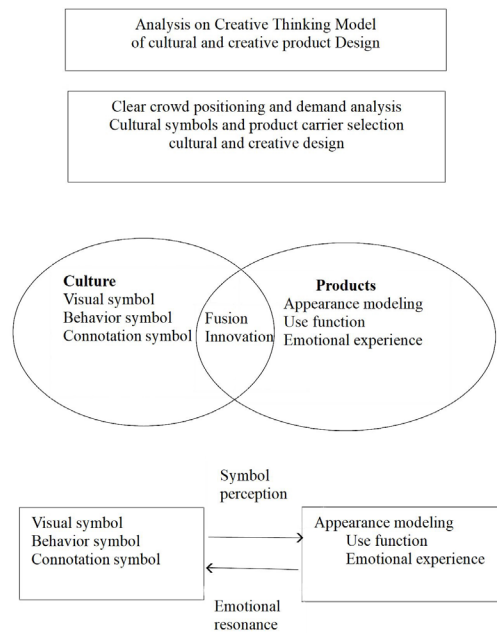 Analysis on Creative Thinking Model
of cultural and creative product Design
Clear crowd positioning and demand analysis
Cultural symbols and product carrier selection
cultural and creative design
Culture
Visual symbol
Behavior symbol
Connotation symbol
Fusion
Innovation
Products
Appearance modeling
Use function
Emotional experience
Symbol
perception
Visual symbol
Behavior symbol
Connotation symbol
Appearance modeling
Use function
Emotional experience
Emotional
resonance